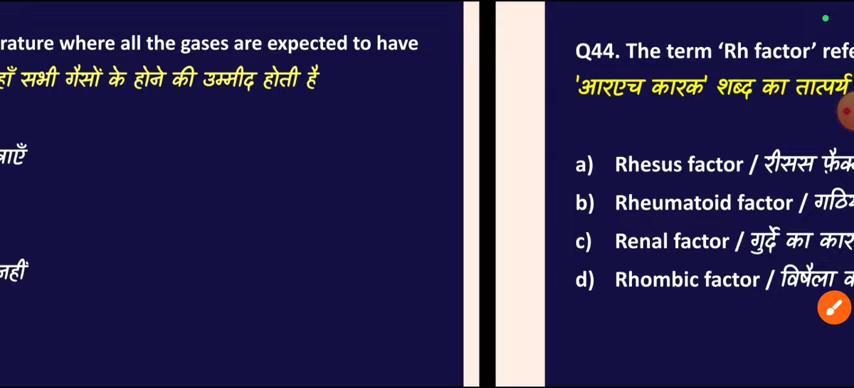 rature where all the gases are expected to have
सभी गैसों के होने की उम्मीद होती है
Q44. The term ‘Rh factor’ refe
'आरएच कारक' शब्द का तात्पर्य
a) Rhesus factor / रीसस
b) Rheumatoid factor /
c) Renal factor / गुर्दे का
d) Rhombic factor / विषैला